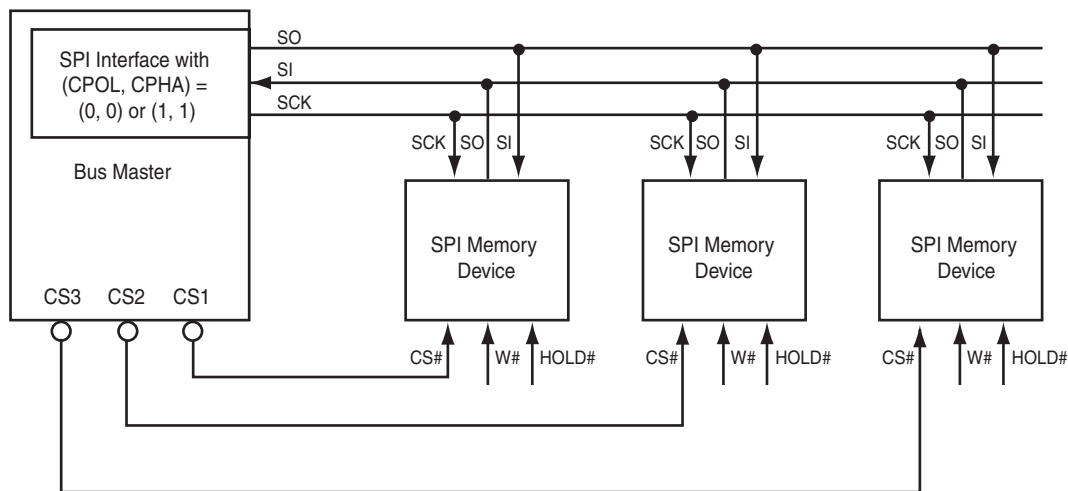 SO
SI
SCK
SPI Interface with
(CPOL, CPHA) =
(0, 0) or (1, 1)
Bus Master
CS3 CS2 CS1
SCK SO SI
SCK SO SI
SCK SO SI
SPI Memory
Device
SPI Memory
Device
SPI Memory
Device
CS# W# HOLD#
CS# W# HOLD#
CS# W# HOLD#